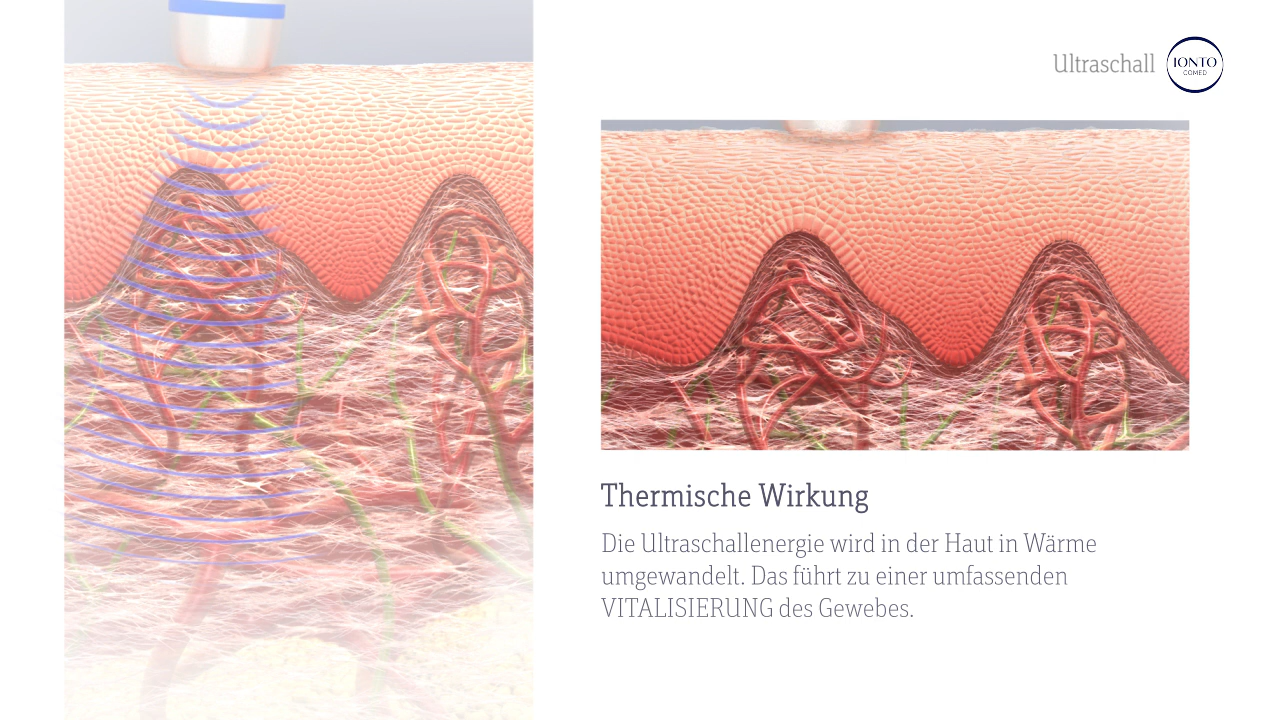 Ultraschall
IONTO
COMED
Thermische Wirkung
Die Ultraschallenergie wird in der Haut in Wärme
umgewandelt. Das führt zu einer umfassenden
VITALISIERUNG des Gewebes.